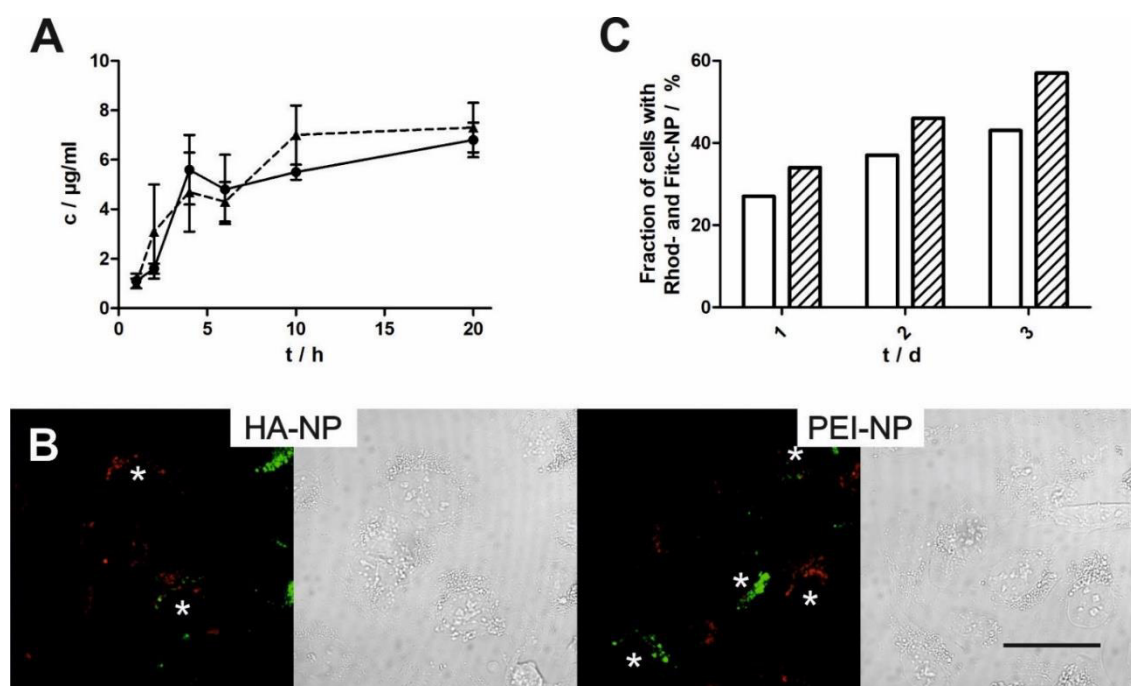 A
10
8
6
4
2
0
c / µg/ml
0 5 10 15 20
t / h
C
60
40
20
0
Fraction of cells with
Rhod- and Fitc-NP / %
1 2 3
t / d
B
HA-NP
PEI-NP
*
*
*
*
*
*